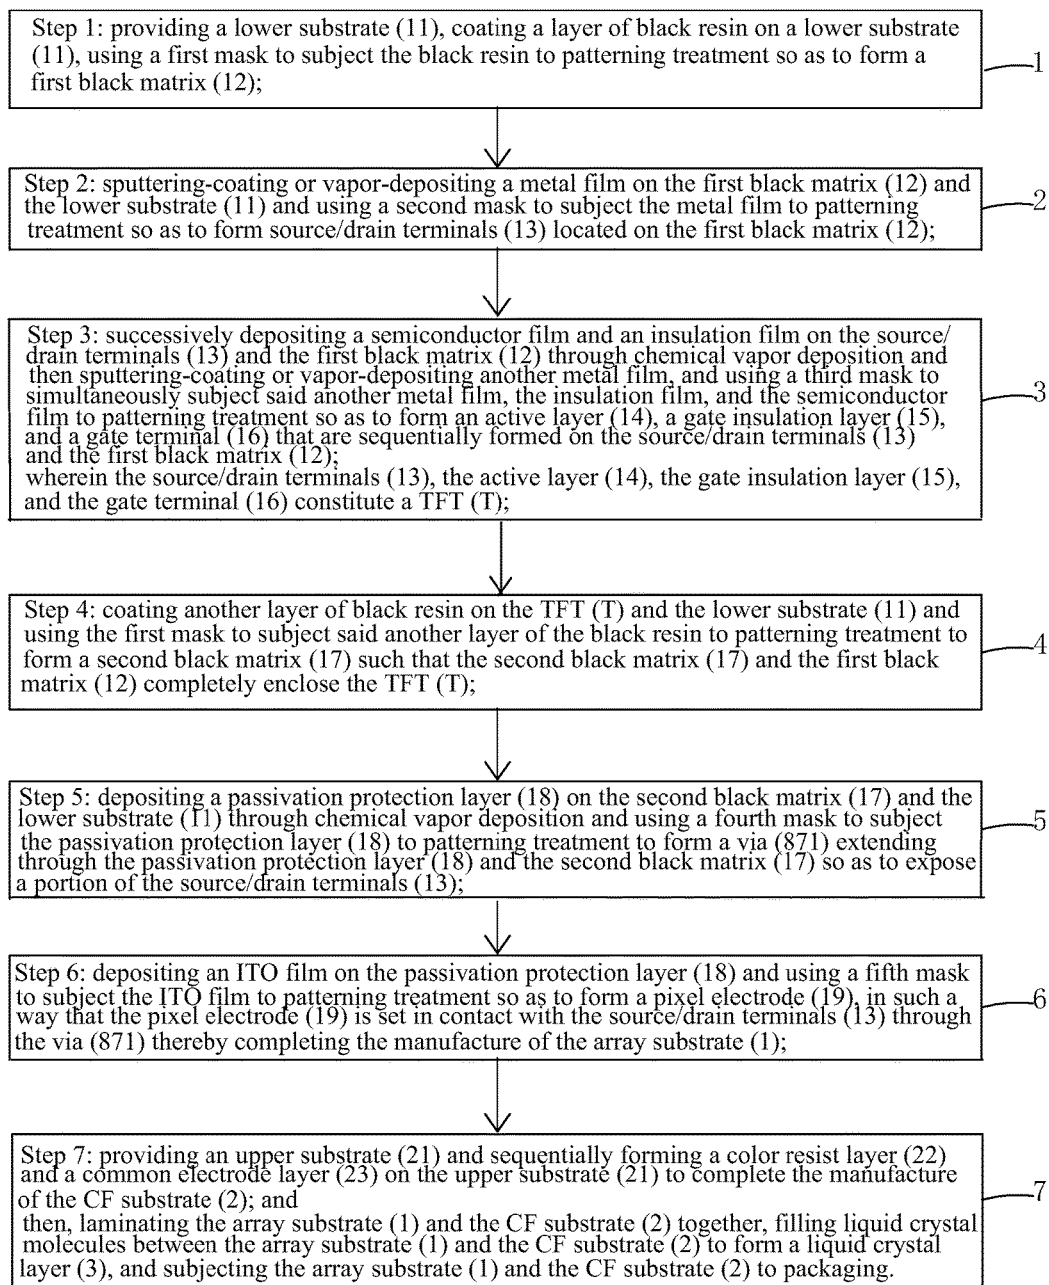 Step 1: providing a lower substrate (11), coating a layer of black resin on a lower substrate
(11), using a first mask to subject the black resin to patterning treatment so as to form a
first black matrix (12);
1
Step 2: sputtering-coating or vapor-depositing a metal film on the first black matrix (12) and
the lower substrate (11) and using a second mask to subject the metal film to patterning
treatment so as to form source/drain terminals (13) located on the first black matrix (12);
2
Step 3: successively depositing a semiconductor film and an insulation film on the source/
drain terminals (13) and the first black matrix (12) through chemical vapor deposition and
then sputtering-coating or vapor-depositing another metal film, and using a third mask to
simultaneously subject said another metal film, the insulation film, and the semiconductor
film to patterning treatment so as to form an active layer (14), a gate insulation layer (15),
and a gate terminal (16) that are sequentially formed on the source/drain terminals (13)
and the first black matrix (12);
wherein the source/drain terminals (13), the active layer (14), the gate insulation layer (15),
and the gate terminal (16) constitute a TFT (T);
3
Step 4: coating another layer of black resin on the TFT (T) and the lower substrate (11) and
using the first mask to subject said another layer of the black resin to patterning treatment to
form a second black matrix (17) such that the second black matrix (17) and the first black
matrix (12) completely enclose the TFT (T);
4
Step 5: depositing a passivation protection layer (18) on the second black matrix (17) and the
lower substrate (11) through chemical vapor deposition and using a fourth mask to subject
the passivation protection layer (18) to patterning treatment to form a via (871) extending
through the passivation protection layer (18) and the second black matrix (17) so as to expose
a portion of the source/drain terminals (13);
5
Step 6: depositing an ITO film on the passivation protection layer (18) and using a fifth mask
to subject the ITO film to patterning treatment so as to form a pixel electrode (19), in such a
way that the pixel electrode (19) is set in contact with the source/drain terminals (13) through
the via (871) thereby completing the manufacture of the array substrate (1);
6
Step 7: providing an upper substrate (21) and sequentially forming a color resist layer (22)
and a common electrode layer (23) on the upper substrate (21) to complete the manufacture
of the CF substrate (2); and
then, laminating the array substrate (1) and the CF substrate (2) together, filling liquid crystal
molecules between the array substrate (1) and the CF substrate (2) to form a liquid crystal
layer (3), and subjecting the array substrate (1) and the CF substrate (2) to packaging.
7